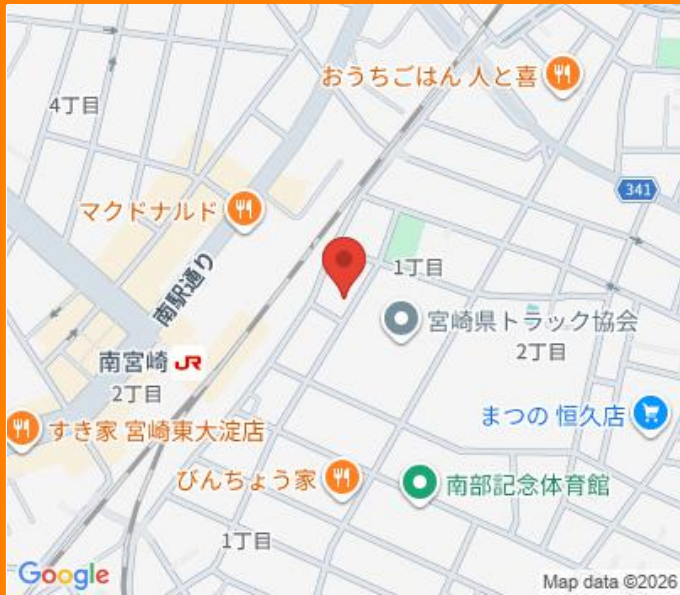 おうちごはん 人と喜
4丁目
341
マクドナルド
南駅通り
1丁目
宮崎県トラック協会
2丁目
南宮崎 JR
2丁目
まつの 恒久店
すき家 宮崎東大淀店
びんちょう家
南部記念体育館
1丁目
Google
Map data ©2026